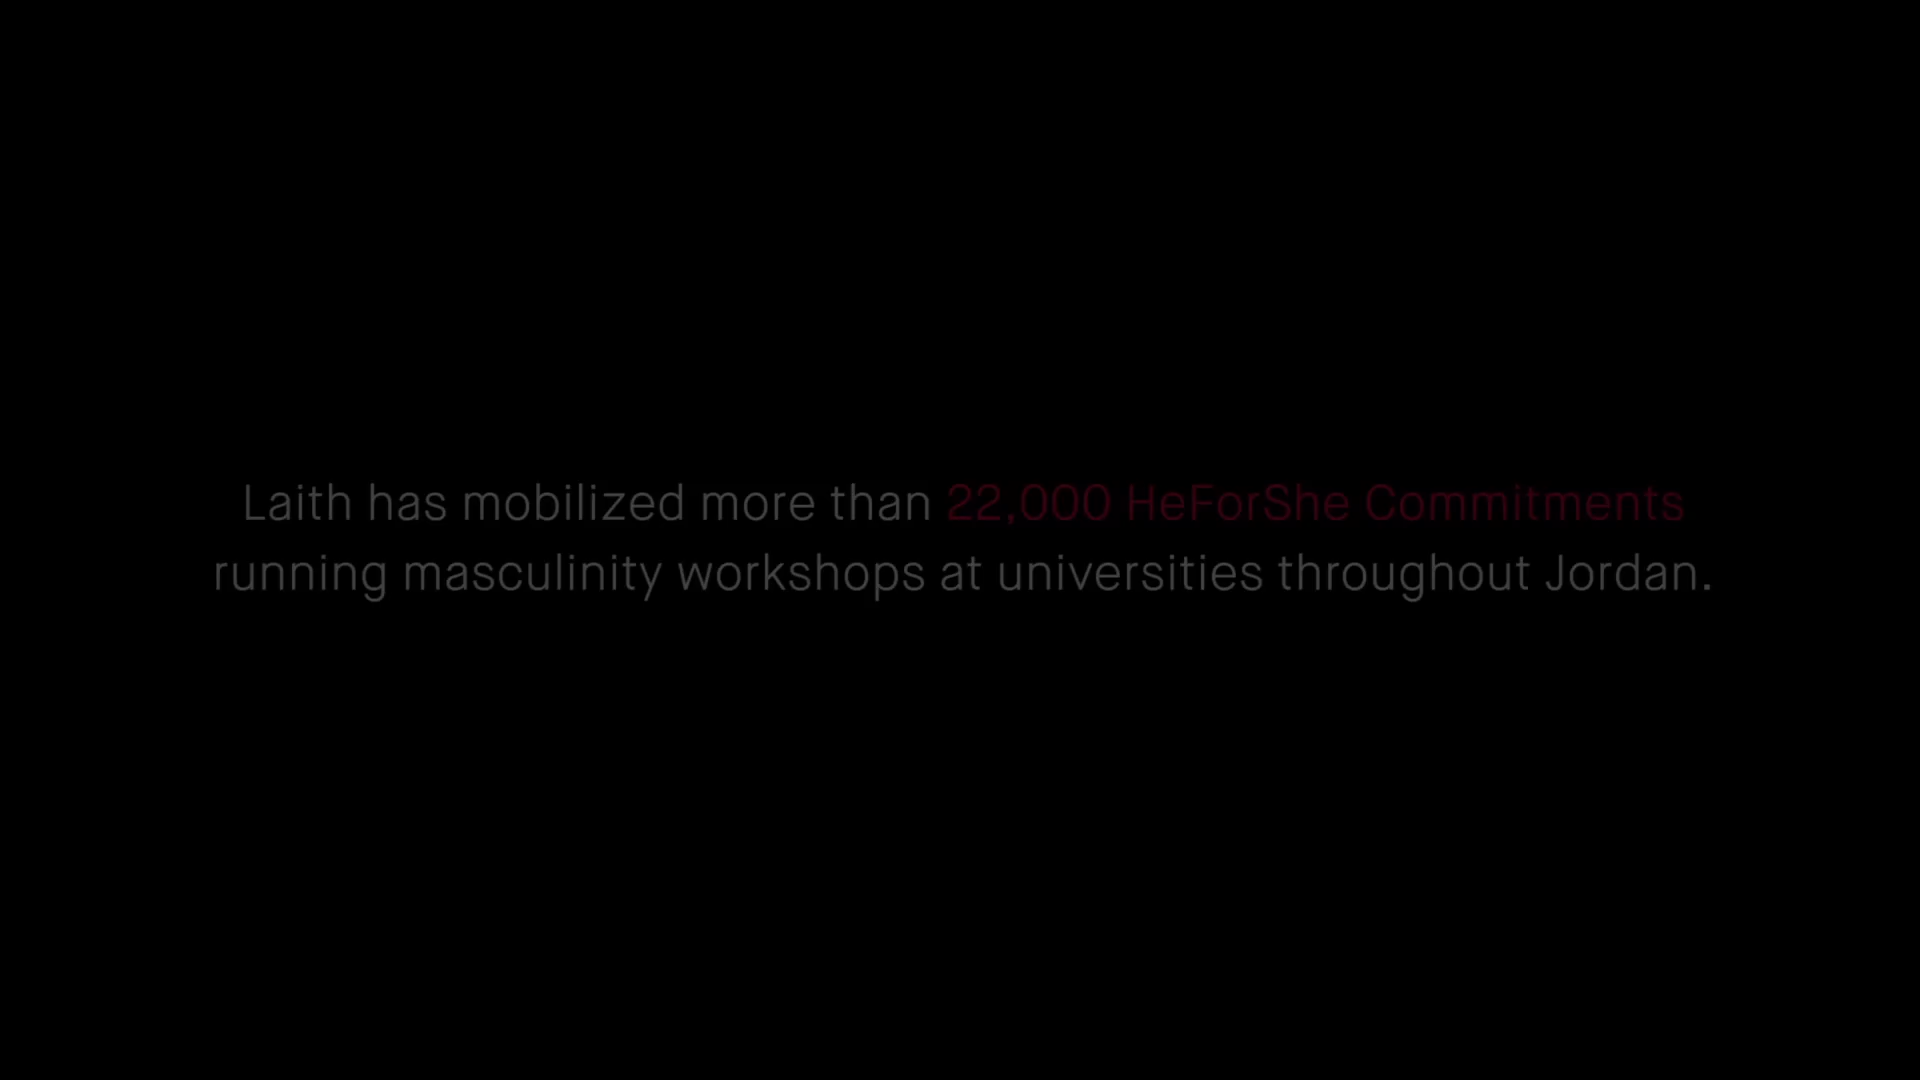 Laith has mobilized more than 22,000 HeForShe Commitments
running masculinity workshops at universities throughout Jordan.